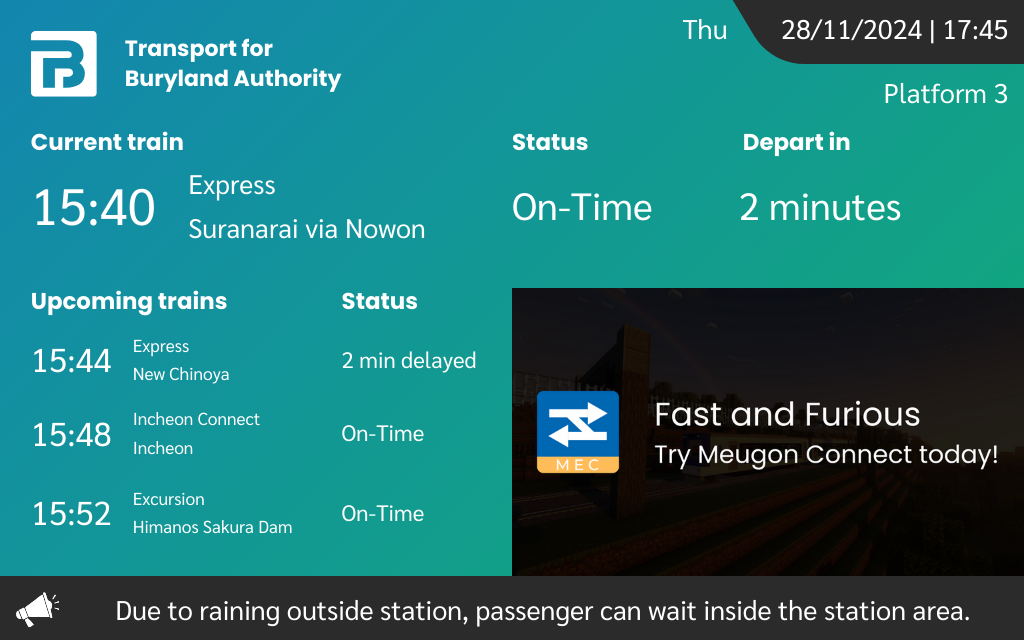 Transport for
Buryland Authority
Thu
28/11/2024 | 17:45
Platform 3
Current train
Status
Depart in
15:40
Express
Suranarai via Nowon
On-Time
2 minutes
Upcoming trains
Status
15:44
Express
New Chinoya
2 min delayed
15:48
Incheon Connect
Incheon
On-Time
15:52
Excursion
Himanos Sakura Dam
On-Time
MEC
Fast and Furious
Try Meugon Connect today!
Due to raining outside station, passenger can wait inside the station area.